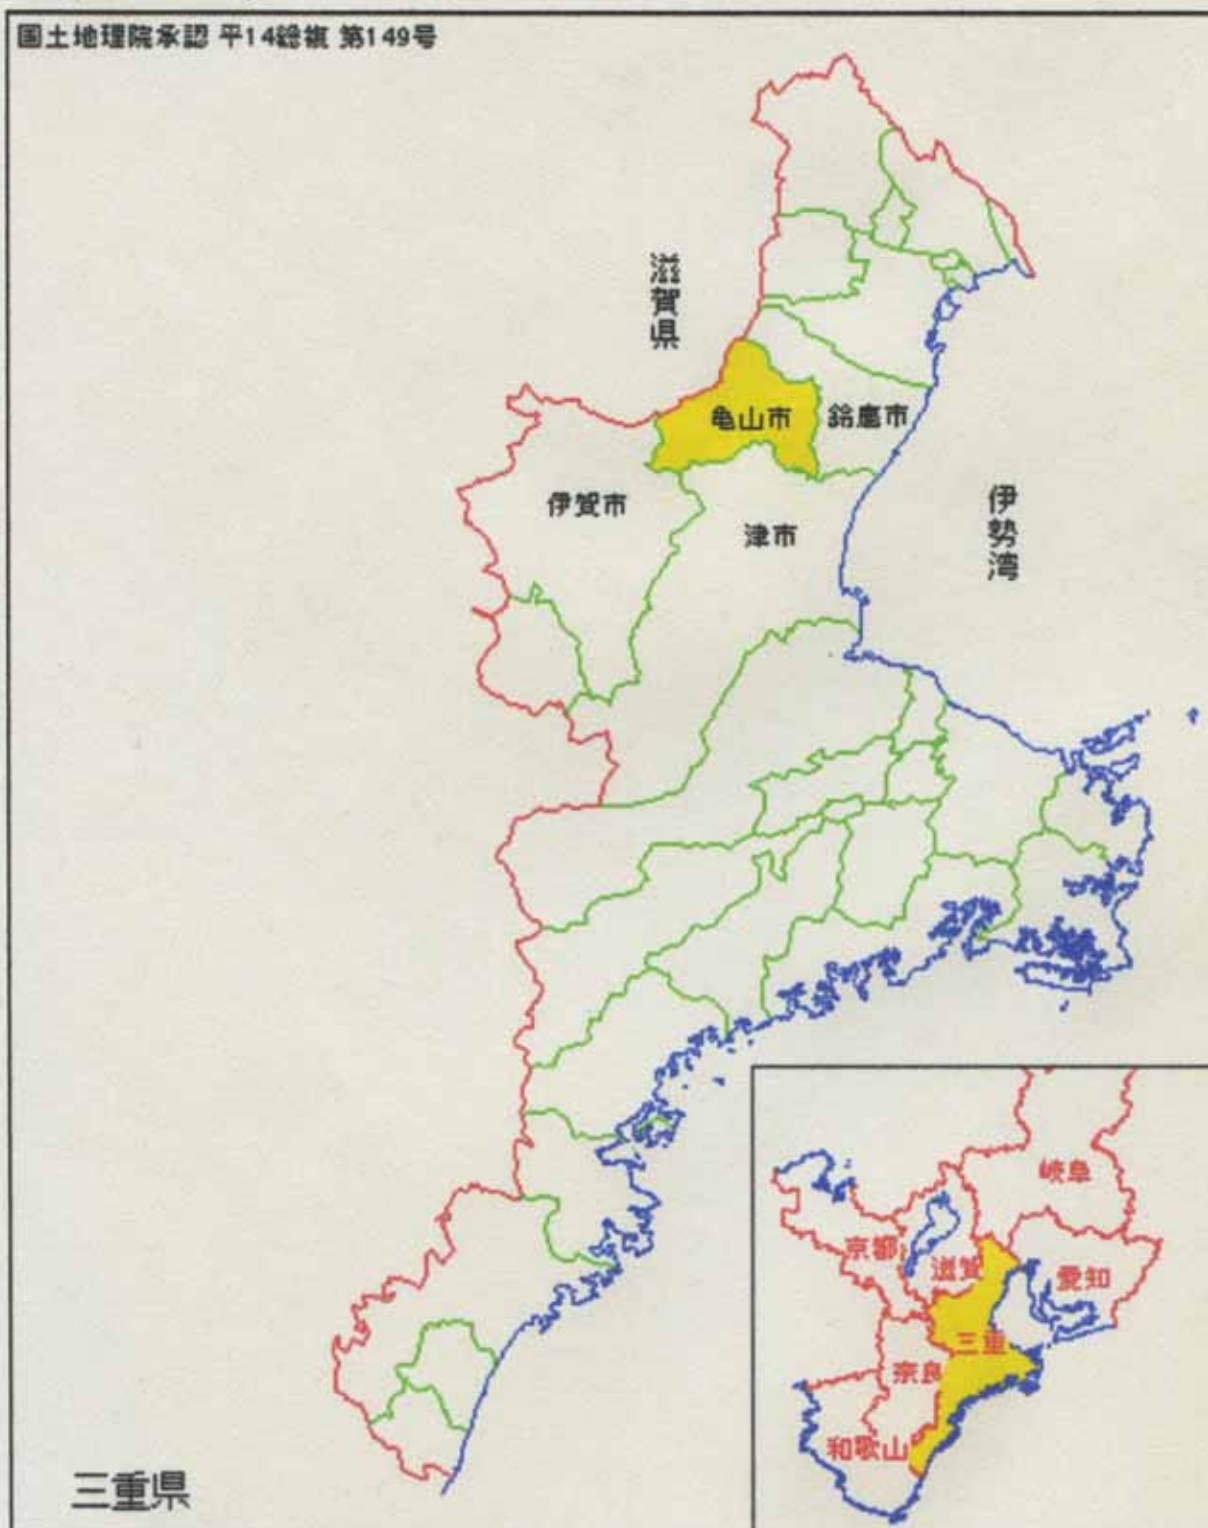 国土地理院承認 平14総複 第149号
滋賀県
亀山市
鈴鹿市
伊賀市
津市
伊勢湾
三重県
岐阜
京都
滋賀
愛知
三重
奈良
和歌山